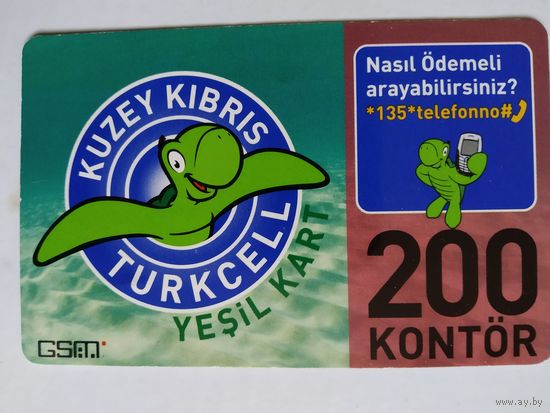 KUZEY KIBRIS
TURKCELL
YEŞİL KART
GSM
Nasıl Ödemeli
arayabilirsiniz?
*135*telefonno#
200
KONTÖR
www.ay.by